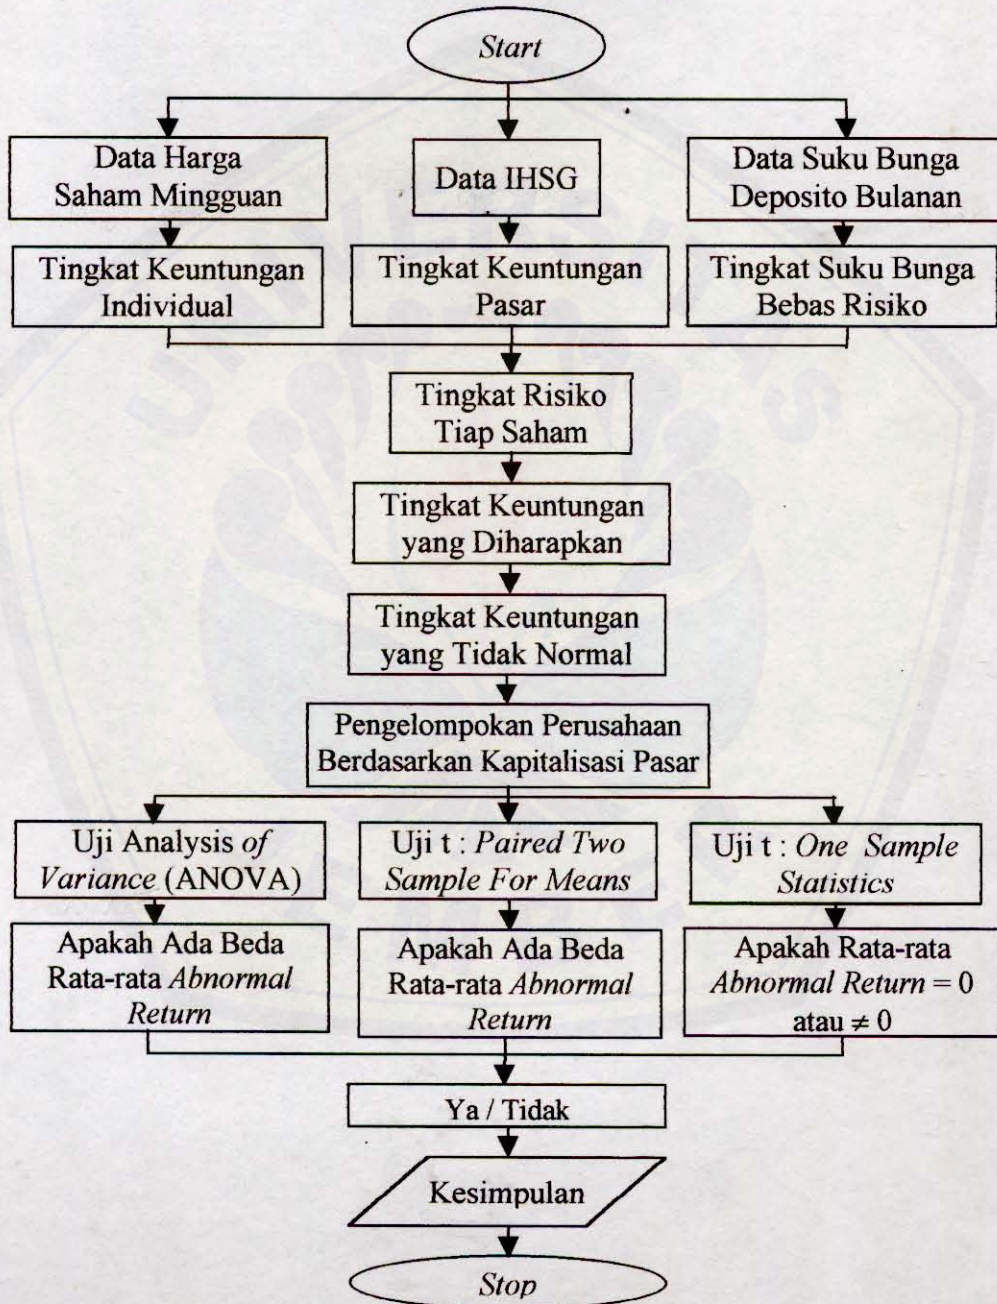 Start
Data Harga
Saham Mingguan
Data IHSG
Data Suku Bunga
Deposito Bulanan
Tingkat Keuntungan
Individual
Tingkat Keuntungan
Pasar
Tingkat Suku Bunga
Bebas Risiko
Tingkat Risiko
Tiap Saham
Tingkat Keuntungan
yang Diharapkan
Tingkat Keuntungan
yang Tidak Normal
Pengelompokan Perusahaan
Berdasarkan Kapitalisasi Pasar
Uji Analysis of
Variance (ANOVA)
Uji t : Paired Two
Sample For Means
Uji t : One Sample
Statistics
Apakah Ada Beda
Rata-rata Abnormal
Return
Apakah Ada Beda
Rata-rata Abnormal
Return
Apakah Rata-rata
Abnormal Return = 0
atau ≠ 0
Ya / Tidak
Kesimpulan
Stop
UNIVERSITAS
JEMBER